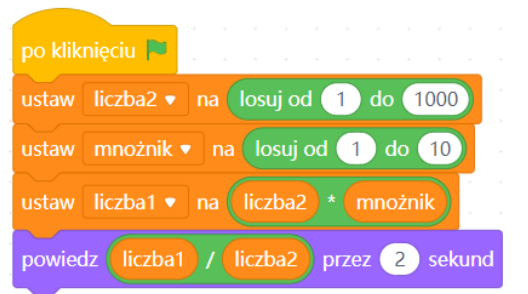 po kliknięciu
ustaw liczba2 na losuj od 1 do 1000
ustaw mnożnik na losuj od 1 do 10
ustaw liczba1 na liczba2 * mnożnik
powiedz liczba1 / liczba2 przez 2 sekund